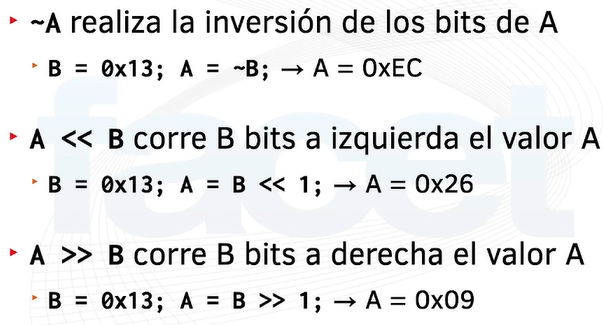 ~A realiza la inversión de los bits de A
B = 0x13; A = ~B; → A = 0xEC
A << B corre B bits a izquierda el valor A
B = 0x13; A = B << 1; → A = 0x26
A >> B corre B bits a derecha el valor A
B = 0x13; A = B >> 1; → A = 0x09
facet